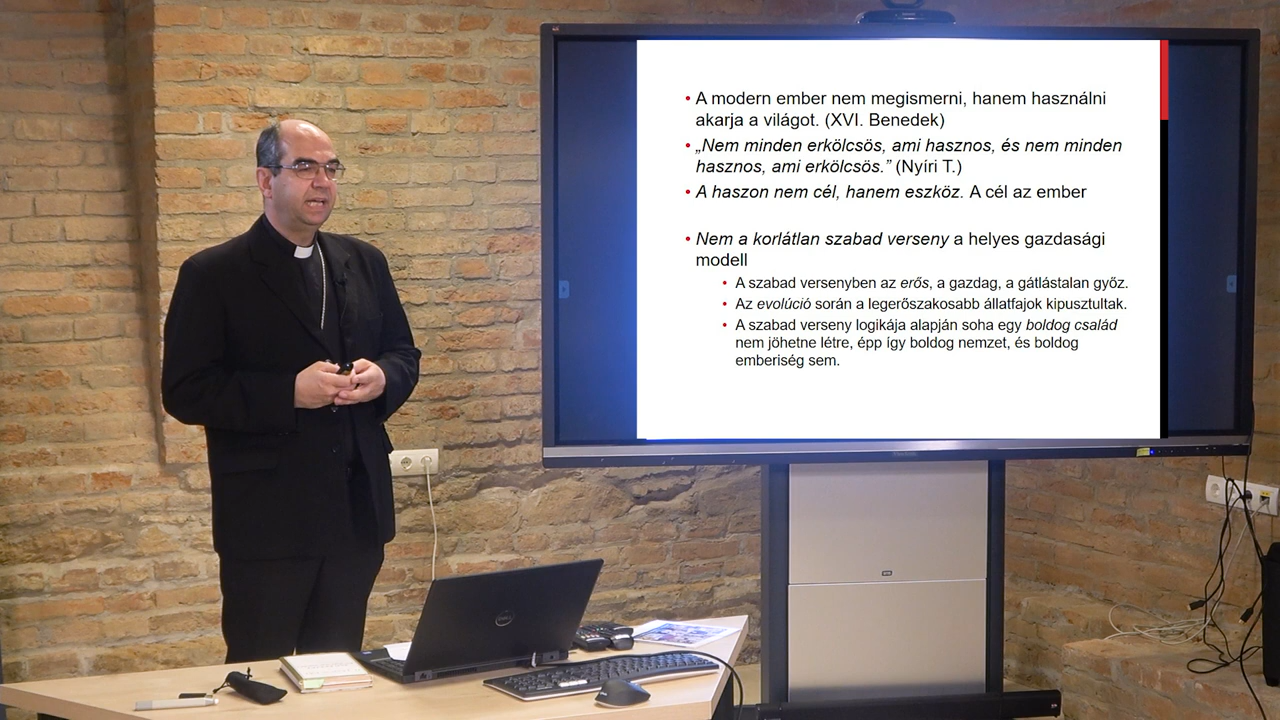 • A modern ember nem megismerni, hanem használni
akarja a világot. (XVI. Benedek)
• „Nem minden erkölcsös, ami hasznos, és nem minden
hasznos, ami erkölcsös.” (Nyíri T.)
• A haszon nem cél, hanem eszköz. A cél az ember
• Nem a korlátlan szabad verseny a helyes gazdasági
modell
• A szabad versenyben az erős, a gazdag, a gátlástalan győz.
• Az evolúció során a legerőszakosabb állatfajok kipusztultak.
• A szabad verseny logikája alapján soha egy boldog család
nem jöhetne létre, épp így boldog nemzet, és boldog
emberiség sem.
DELL